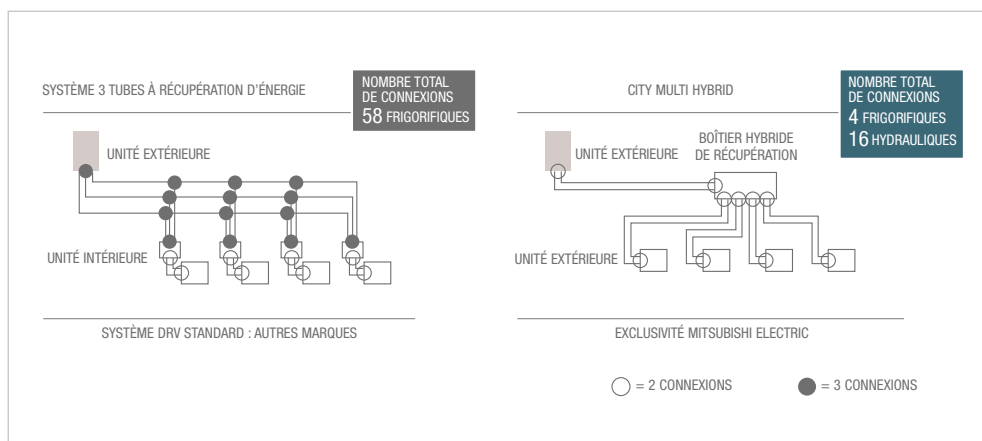 SYSTÈME 3 TUBES À RÉCUPÉRATION D'ÉNERGIE
NOMBRE TOTAL
DE CONNEXIONS
58 FRIGORIFIQUES
UNITÉ EXTÉRIEURE
UNITÉ INTÉRIEURE
SYSTÈME DRV STANDARD : AUTRES MARQUES
CITY MULTI HYBRID
NOMBRE TOTAL
DE CONNEXIONS
4 FRIGORIFIQUES
16 HYDRAULIQUES
BOÎTIER HYBRIDE
DE RÉCUPÉRATION
UNITÉ EXTÉRIEURE
UNITÉ EXTÉRIEURE
EXCLUSIVITÉ MITSUBISHI ELECTRIC
= 2 CONNEXIONS
= 3 CONNEXIONS